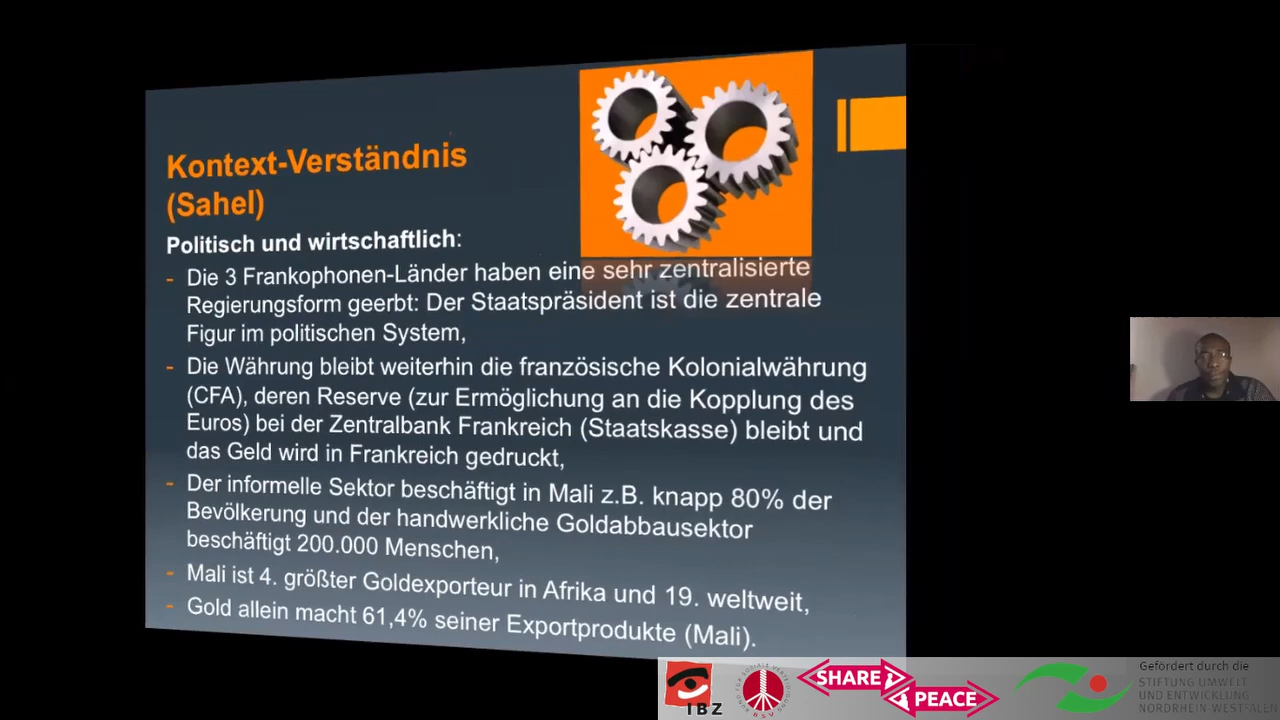 Kontext-Verständnis
(Sahel)
Politisch und wirtschaftlich:
- Die 3 Frankophonen-Länder haben eine sehr zentralisierte
Regierungsform geerbt: Der Staatspräsident ist die zentrale
Figur im politischen System,
- Die Währung bleibt weiterhin die französische Kolonialwährung
(CFA), deren Reserve (zur Ermöglichung an die Kopplung des
Euros) bei der Zentralbank Frankreich (Staatskasse) bleibt und
das Geld wird in Frankreich gedruckt,
- Der informelle Sektor beschäftigt in Mali z.B. knapp 80% der
Bevölkerung und der handwerkliche Goldabbausektor
beschäftigt 200.000 Menschen,
- Mali ist 4. größter Goldexporteur in Afrika und 19. weltweit,
- Gold allein macht 61,4% seiner Exportprodukte (Mali).
IBZ
BUND FÜR SOZIALE VERTEIDIGUNG
BSV
SHARE
PEACE
Gefördert durch die
STIFTUNG UMWELT
UND ENTWICKLUNG
NORDRHEIN-WESTFALEN